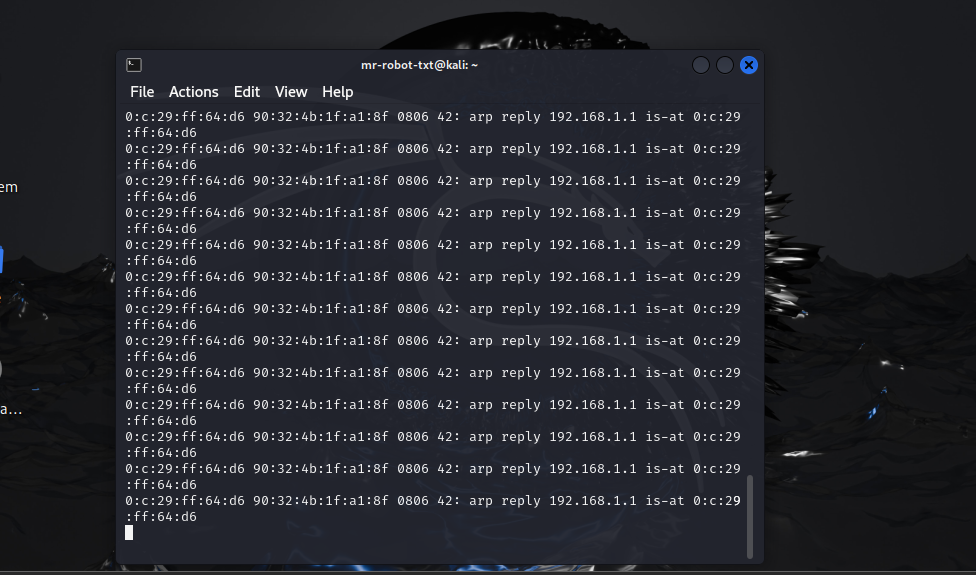 mr-robot-txt@kali: ~
File Actions Edit View Help
0:c:29:ff:64:d6 90:32:4b:1f:a1:8f 0806 42: arp reply 192.168.1.1 is-at 0:c:29
:ff:64:d6
0:c:29:ff:64:d6 90:32:4b:1f:a1:8f 0806 42: arp reply 192.168.1.1 is-at 0:c:29
:ff:64:d6
0:c:29:ff:64:d6 90:32:4b:1f:a1:8f 0806 42: arp reply 192.168.1.1 is-at 0:c:29
:ff:64:d6
0:c:29:ff:64:d6 90:32:4b:1f:a1:8f 0806 42: arp reply 192.168.1.1 is-at 0:c:29
:ff:64:d6
0:c:29:ff:64:d6 90:32:4b:1f:a1:8f 0806 42: arp reply 192.168.1.1 is-at 0:c:29
:ff:64:d6
0:c:29:ff:64:d6 90:32:4b:1f:a1:8f 0806 42: arp reply 192.168.1.1 is-at 0:c:29
:ff:64:d6
0:c:29:ff:64:d6 90:32:4b:1f:a1:8f 0806 42: arp reply 192.168.1.1 is-at 0:c:29
:ff:64:d6
0:c:29:ff:64:d6 90:32:4b:1f:a1:8f 0806 42: arp reply 192.168.1.1 is-at 0:c:29
:ff:64:d6
0:c:29:ff:64:d6 90:32:4b:1f:a1:8f 0806 42: arp reply 192.168.1.1 is-at 0:c:29
:ff:64:d6
0:c:29:ff:64:d6 90:32:4b:1f:a1:8f 0806 42: arp reply 192.168.1.1 is-at 0:c:29
:ff:64:d6
0:c:29:ff:64:d6 90:32:4b:1f:a1:8f 0806 42: arp reply 192.168.1.1 is-at 0:c:29
:ff:64:d6
0:c:29:ff:64:d6 90:32:4b:1f:a1:8f 0806 42: arp reply 192.168.1.1 is-at 0:c:29
:ff:64:d6
0:c:29:ff:64:d6 90:32:4b:1f:a1:8f 0806 42: arp reply 192.168.1.1 is-at 0:c:29
:ff:64:d6
em
a...